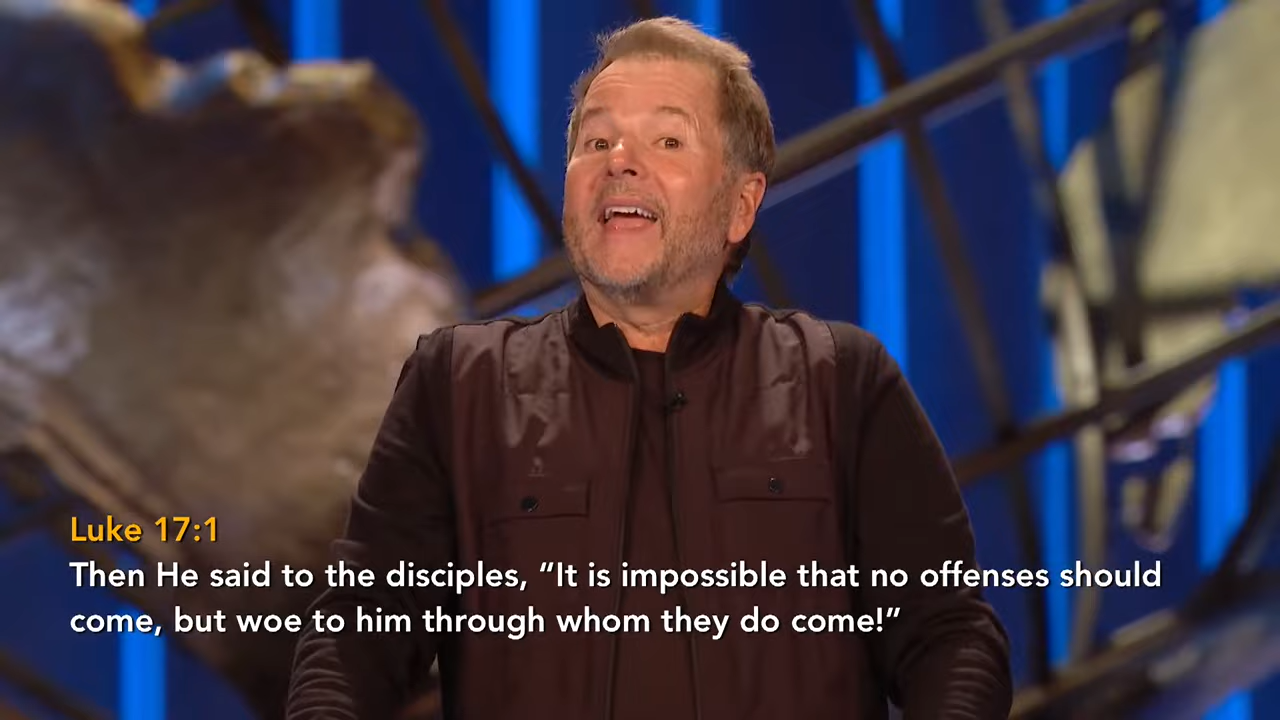 Luke 17:1
Then He said to the disciples, “It is impossible that no offenses should
come, but woe to him through whom they do come!”